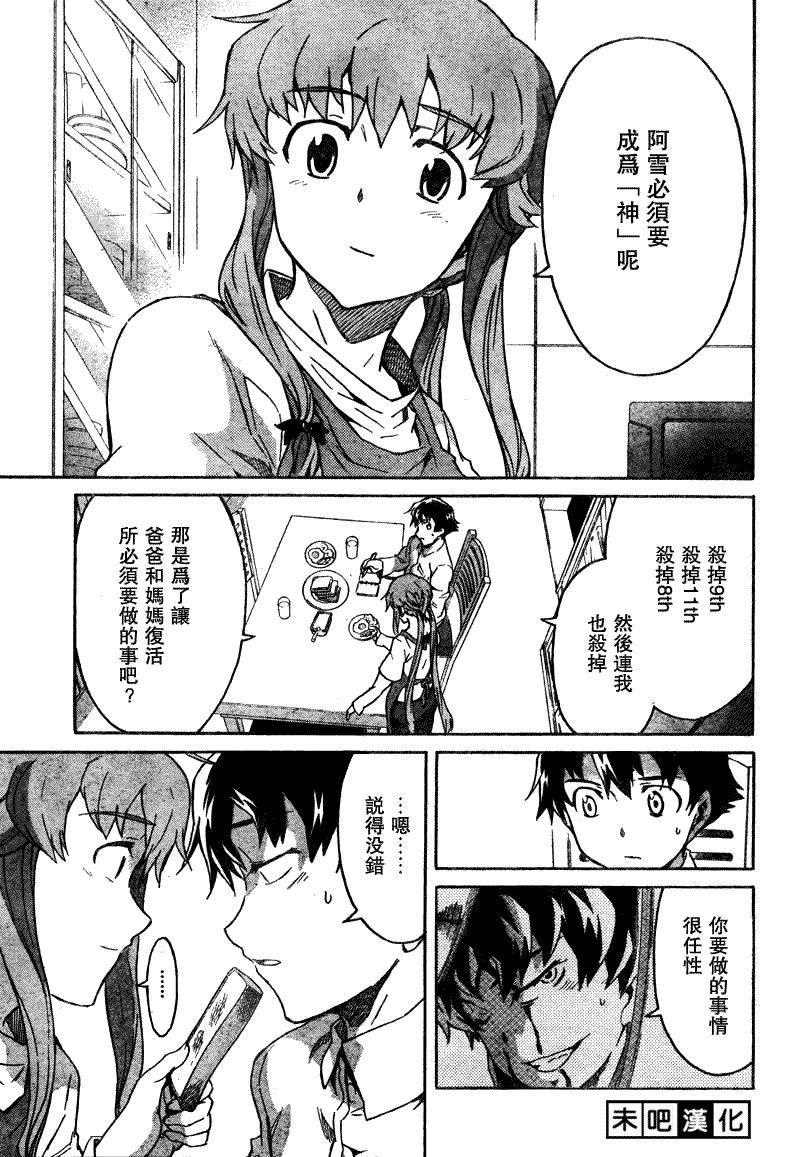 阿雪必須要
成爲「神」呢
殺掉9th
殺掉11th
殺掉8th
然後連我
也殺掉
那是爲了讓
爸爸和媽媽復活
所必須要做的事吧？
你要做的事情
很任性
…嗯……
説得没錯
……
未吧漢化